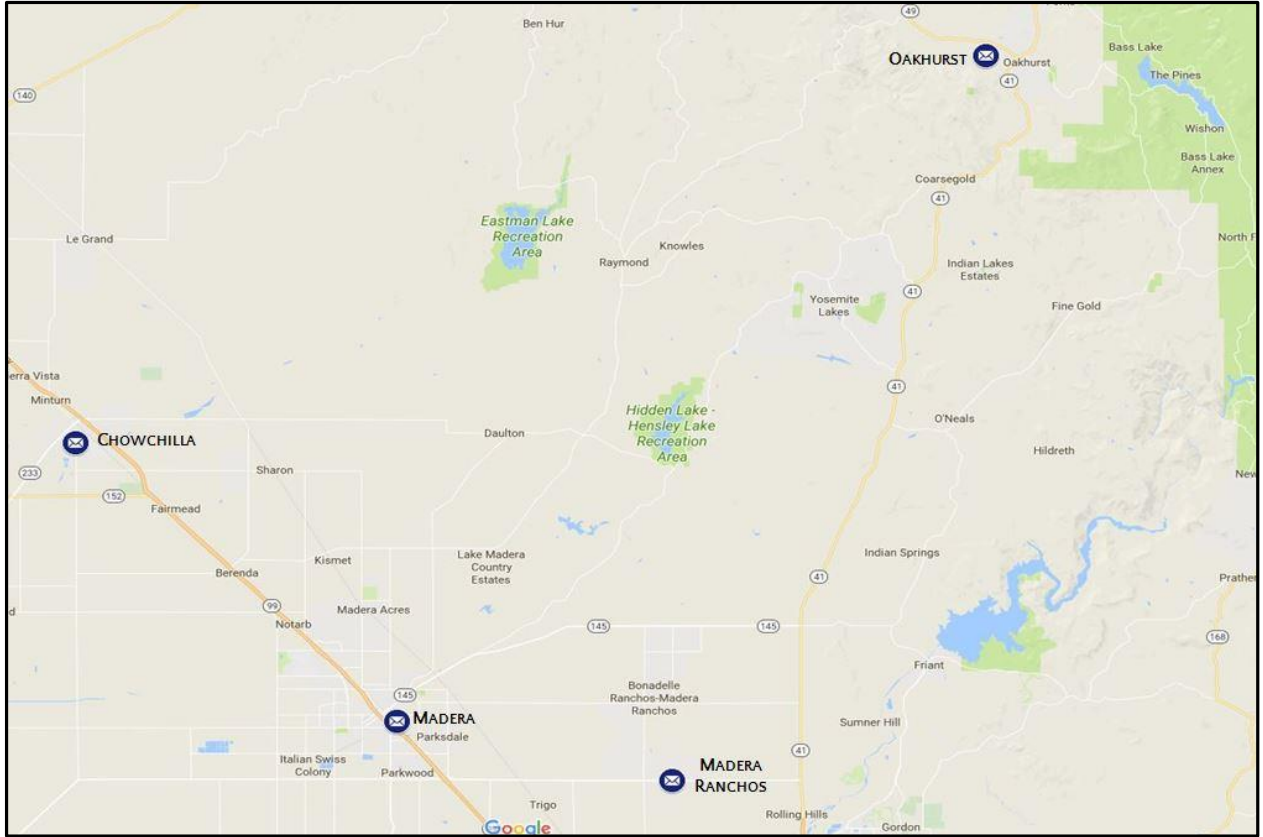 Ben Hur
49
OAKHURST
Oakhurst
41
Bass Lake
The Pines
140
Wishon
Bass Lake
Annex
Coarsegold
41
Le Grand
Eastman Lake
Recreation
Area
Raymond
Knowles
North F
Indian Lakes
Estates
41
Yosemite
Lakes
Fine Gold
erra Vista
Minturn
41
CHOWCHILLA
Daulton
Hidden Lake -
Hensley Lake
Recreation
Area
O'Neals
Hildreth
233
Sharon
152
New
Fairmead
Kismet
Lake Madera
Country
Estates
Indian Springs
Berenda
41
Prather
99
Madera Acres
d
Notarb
145
145
168
Friant
145
Bonadelle
Ranchos-Madera
Ranchos
MADERA
Parksdale
Sumner Hill
41
Italian Swiss
Colony
Parkwood
MADERA
RANCHOS
Trigo
Rolling Hills
Google
Gordon